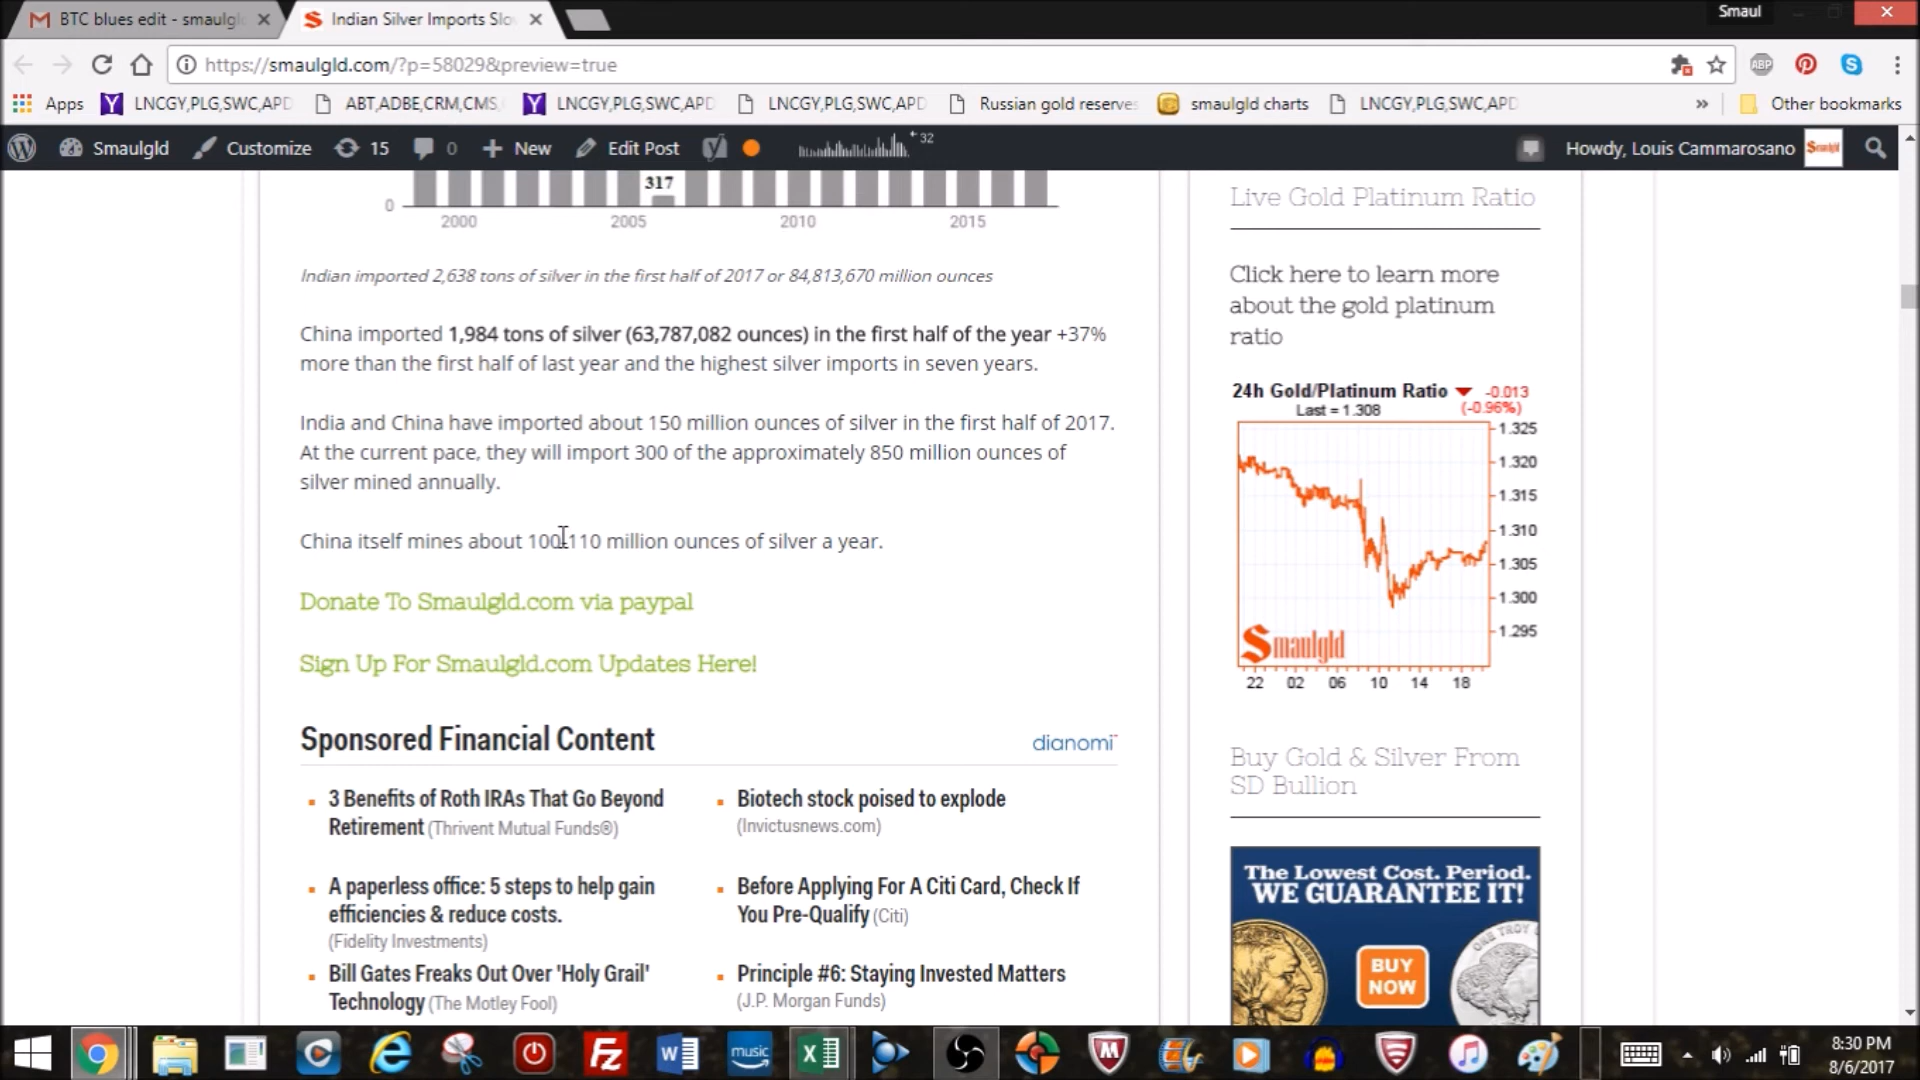 BTC blues edit - smaulgl
Indian Silver Imports Slo
Smaul
https://smaulgld.com/?p=58029&preview=true
ABP
Apps
LNCGY,PLG,SWC,APD
ABT,ADBE,CRM,CMS,
LNCGY,PLG,SWC,APD
LNCGY,PLG,SWC,APD
Russian gold reserves
smaulgld charts
LNCGY,PLG,SWC,APD
»
Other bookmarks
Smaulgld
Customize
15
0
New
Edit Post
32
Howdy, Louis Cammarosano
Smaulgld
317
0
2000
2005
2010
2015
Indian imported 2,638 tons of silver in the first half of 2017 or 84,813,670 million ounces
China imported 1,984 tons of silver (63,787,082 ounces) in the first half of the year +37%
more than the first half of last year and the highest silver imports in seven years.
India and China have imported about 150 million ounces of silver in the first half of 2017.
At the current pace, they will import 300 of the approximately 850 million ounces of
silver mined annually.
China itself mines about 100-110 million ounces of silver a year.
Donate To Smaulgld.com via paypal
Sign Up For Smaulgld.com Updates Here!
Sponsored Financial Content
dianomi
3 Benefits of Roth IRAs That Go Beyond
Retirement (Thrivent Mutual Funds®)
Biotech stock poised to explode
(Invictusnews.com)
A paperless office: 5 steps to help gain
efficiencies & reduce costs.
(Fidelity Investments)
Before Applying For A Citi Card, Check If
You Pre-Qualify (Citi)
Bill Gates Freaks Out Over 'Holy Grail'
Technology (The Motley Fool)
Principle #6: Staying Invested Matters
(J.P. Morgan Funds)
Live Gold Platinum Ratio
Click here to learn more
about the gold platinum
ratio
24h Gold/Platinum Ratio
-0.013
Last = 1.308
(-0.96%)
1.325
1.320
1.315
1.310
1.305
1.300
1.295
Smaulgld
22
02
06
10
14
18
Buy Gold & Silver From
SD Bullion
The Lowest Cost. Period.
WE GUARANTEE IT!
BUY
NOW
ONE TROY
music
8:30 PM
8/6/2017